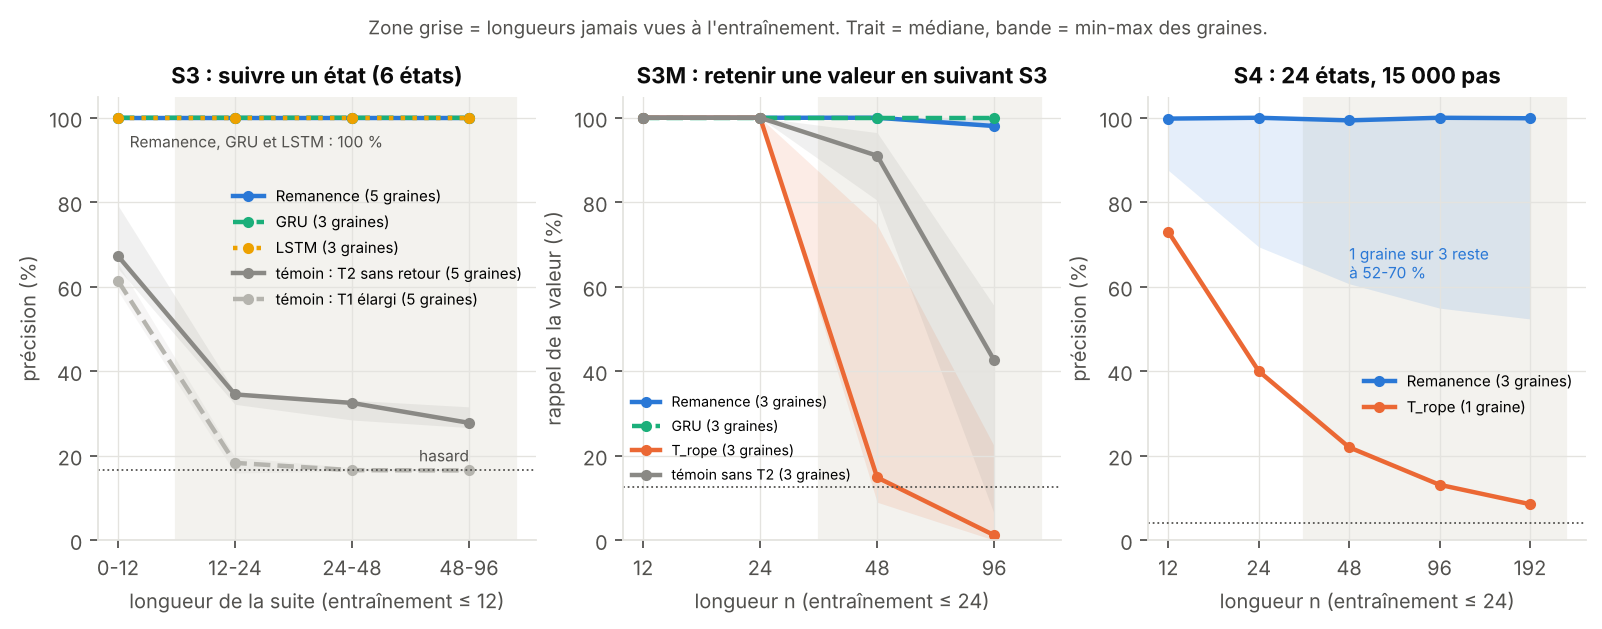 Zone grise = longueurs jamais vues à l'entraînement. Trait = médiane, bande = min-max des graines.
S3 : suivre un état (6 états)
précision (%)
100
80
60
40
20
0
Remanence, GRU et LSTM : 100 %
Remanence (5 graines)
GRU (3 graines)
LSTM (3 graines)
témoin : T2 sans retour (5 graines)
témoin : T1 élargi (5 graines)
hasard
0-12
12-24
24-48
48-96
longueur de la suite (entraînement ≤ 12)
S3M : retenir une valeur en suivant S3
rappel de la valeur (%)
100
80
60
40
20
0
Remanence (3 graines)
GRU (3 graines)
T_rope (3 graines)
témoin sans T2 (3 graines)
12
24
48
96
longueur n (entraînement ≤ 24)
S4 : 24 états, 15 000 pas
précision (%)
100
80
60
40
20
0
1 graine sur 3 reste
à 52-70 %
Remanence (3 graines)
T_rope (1 graine)
12
24
48
96
192
longueur n (entraînement ≤ 24)